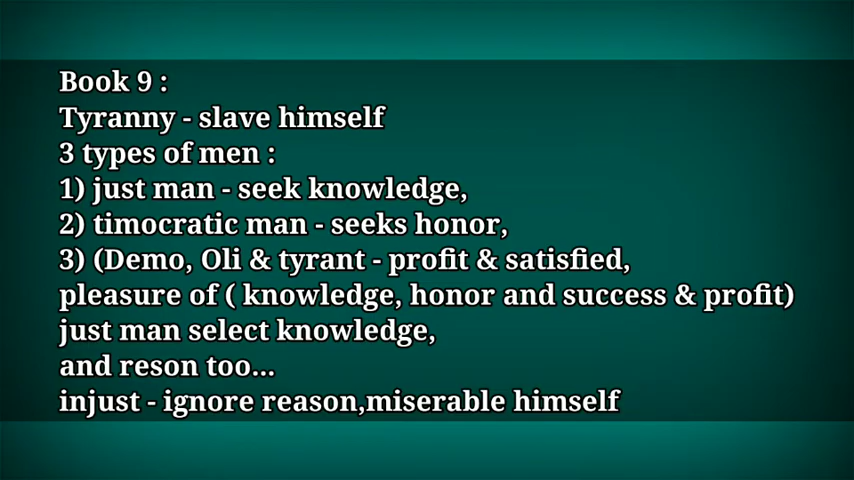 Book 9 :
Tyranny - slave himself
3 types of men :
1) just man - seek knowledge,
2) timocratic man - seeks honor,
3) (Demo, Oli & tyrant - profit & satisfied,
pleasure of ( knowledge, honor and success & profit)
just man select knowledge,
and reson too...
injust - ignore reason,miserable himself